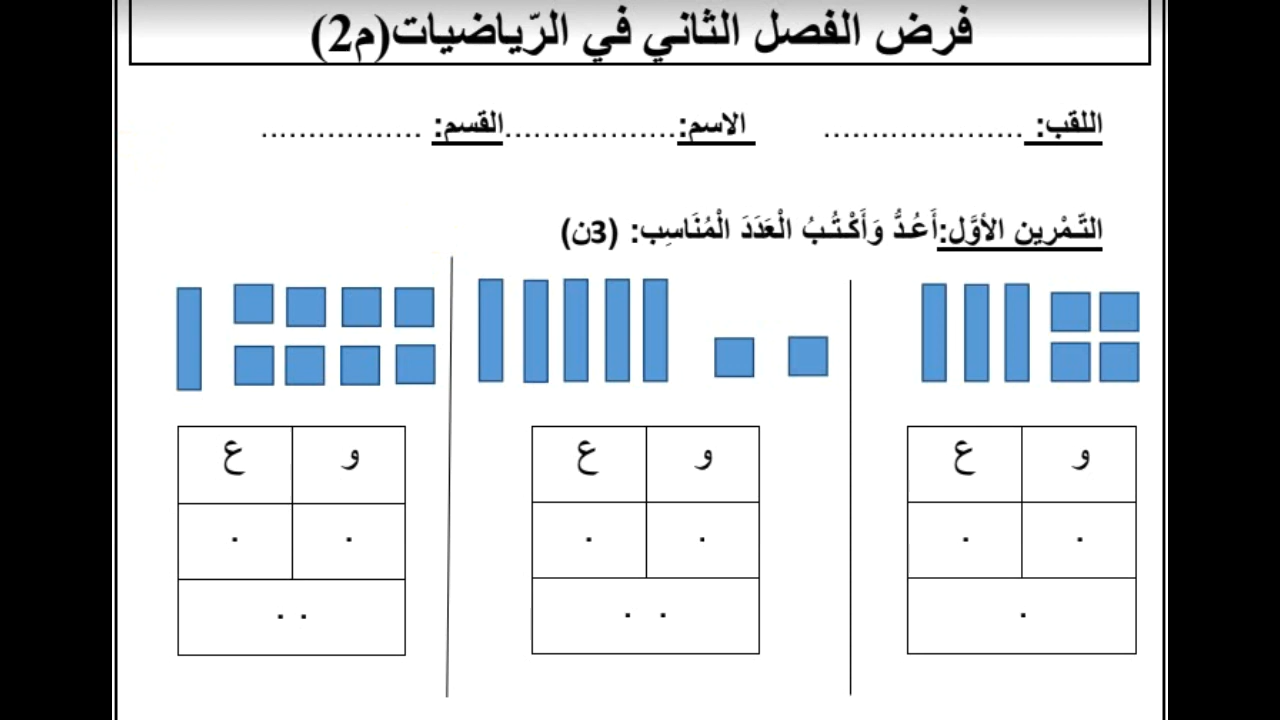 فرض الفصل الثاني في الرّياضيات(م2)
اللقب: ..................... الاسم:..................القسم: .................
التّمْرين الأوَّل:أَعُدُّ وَأَكْتُبُ الْعَدَدَ الْمُنَاسِب: (3ن)
و ع و ع و ع
. . . . . .
. . . . .